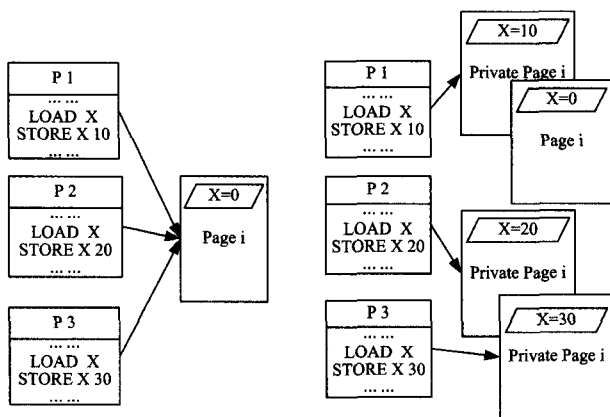 P 1
... ...
LOAD X
STORE X 10
... ...
P 2
... ...
LOAD X
STORE X 20
... ...
P 3
... ...
LOAD X
STORE X 30
... ...
X=0
Page i
P 1
... ...
LOAD X
STORE X 10
... ...
P 2
... ...
LOAD X
STORE X 20
... ...
P 3
... ...
LOAD X
STORE X 30
... ...
X=10
Private Page i
X=0
Page i
X=20
Private Page i
X=30
Private Page i